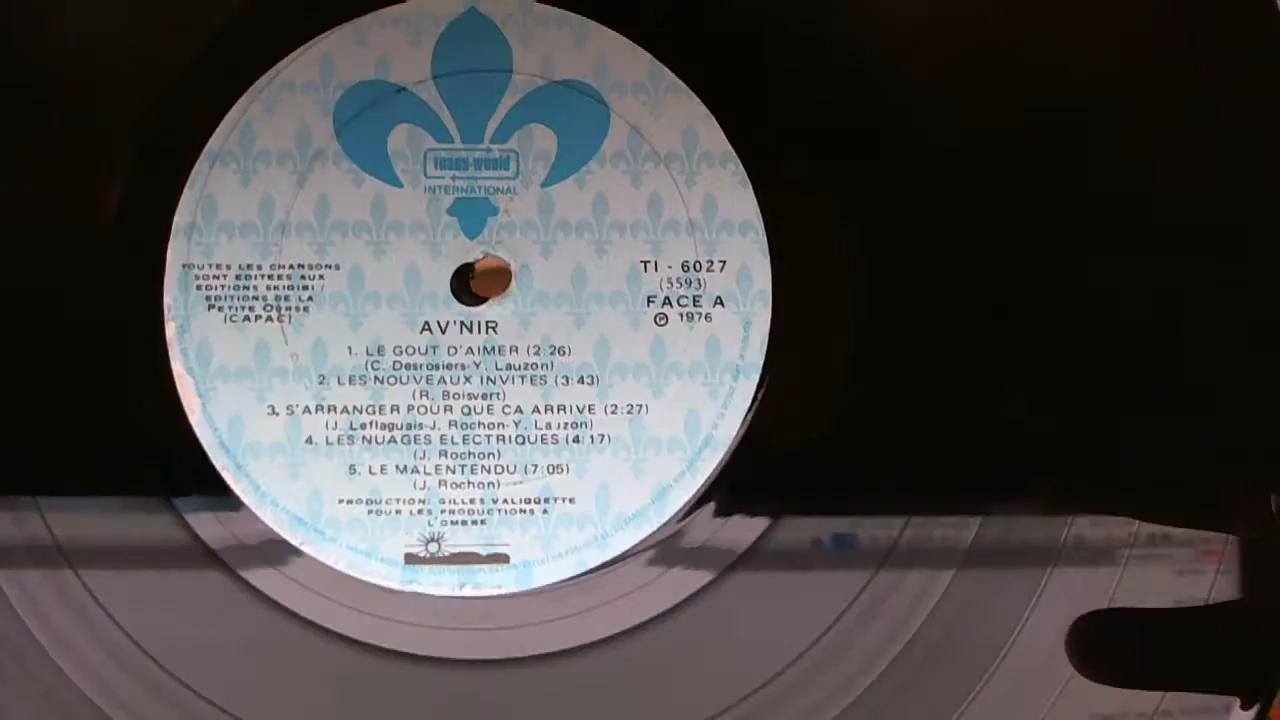 trans-world
INTERNATIONAL
TOUTES LES CHANSONS
SONT EDITEES AUX
EDITIONS SKIDIBI /
EDITIONS DE LA
PETITE OURSE
(CAPAC)
TI - 6027
(5593)
FACE A
Ⓟ 1976
AV'NIR
1. LE GOUT D'AIMER (2:26)
(C. Desrosiers-Y. Lauzon)
2. LES NOUVEAUX INVITES (3:43)
(R. Boisvert)
3. S'ARRANGER POUR QUE CA ARRIVE (2:27)
(J. Leflaguais-J. Rochon-Y. Lauzon)
4. LES NUAGES ELECTRIQUES (4:17)
(J. Rochon)
5. LE MALENTENDU (7:05)
(J. Rochon)
PRODUCTION: GILLES VALIQUETTE
POUR LES PRODUCTIONS A
L'OMBRE